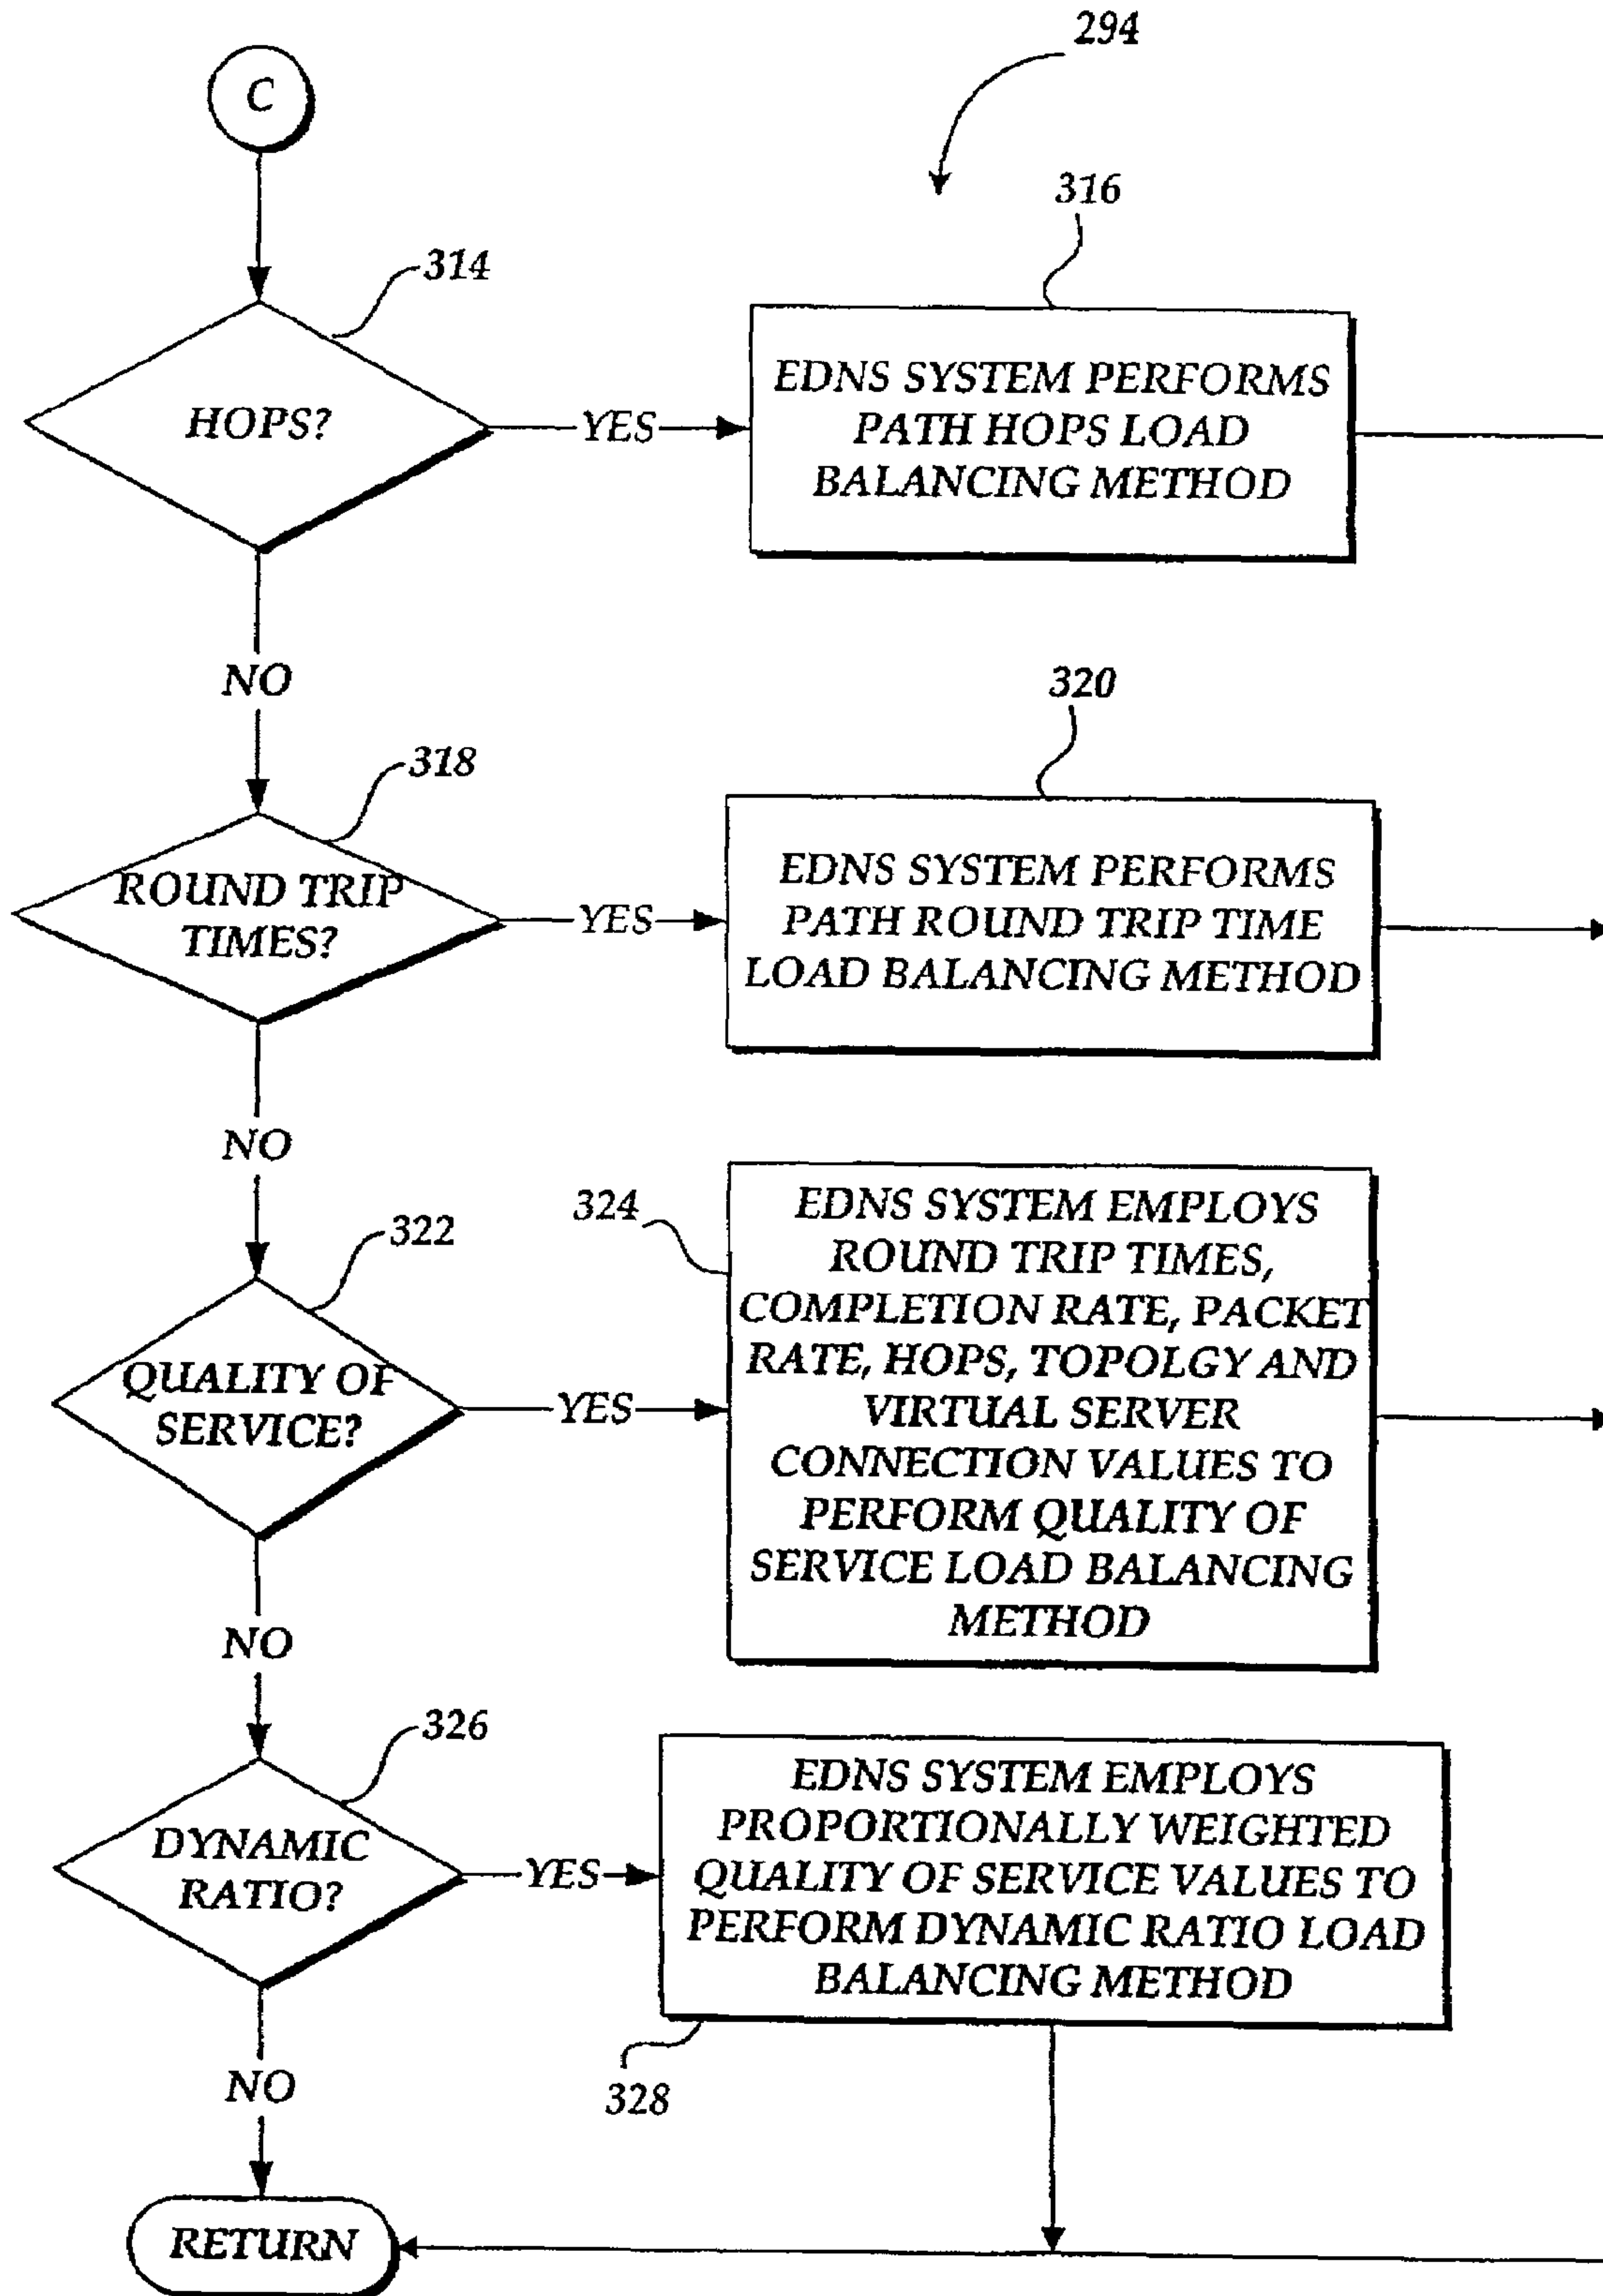 294
C
316
314
HOPS?
YES
EDNS SYSTEM PERFORMS
PATH HOPS LOAD
BALANCING METHOD
NO
320
318
ROUND TRIP
TIMES?
YES
EDNS SYSTEM PERFORMS
PATH ROUND TRIP TIME
LOAD BALANCING METHOD
NO
322
324
QUALITY OF
SERVICE?
YES
EDNS SYSTEM EMPLOYS
ROUND TRIP TIMES,
COMPLETION RATE, PACKET
RATE, HOPS, TOPOLGY AND
VIRTUAL SERVER
CONNECTION VALUES TO
PERFORM QUALITY OF
SERVICE LOAD BALANCING
METHOD
NO
326
DYNAMIC
RATIO?
YES
EDNS SYSTEM EMPLOYS
PROPORTIONALLY WEIGHTED
QUALITY OF SERVICE VALUES TO
PERFORM DYNAMIC RATIO LOAD
BALANCING METHOD
328
NO
RETURN